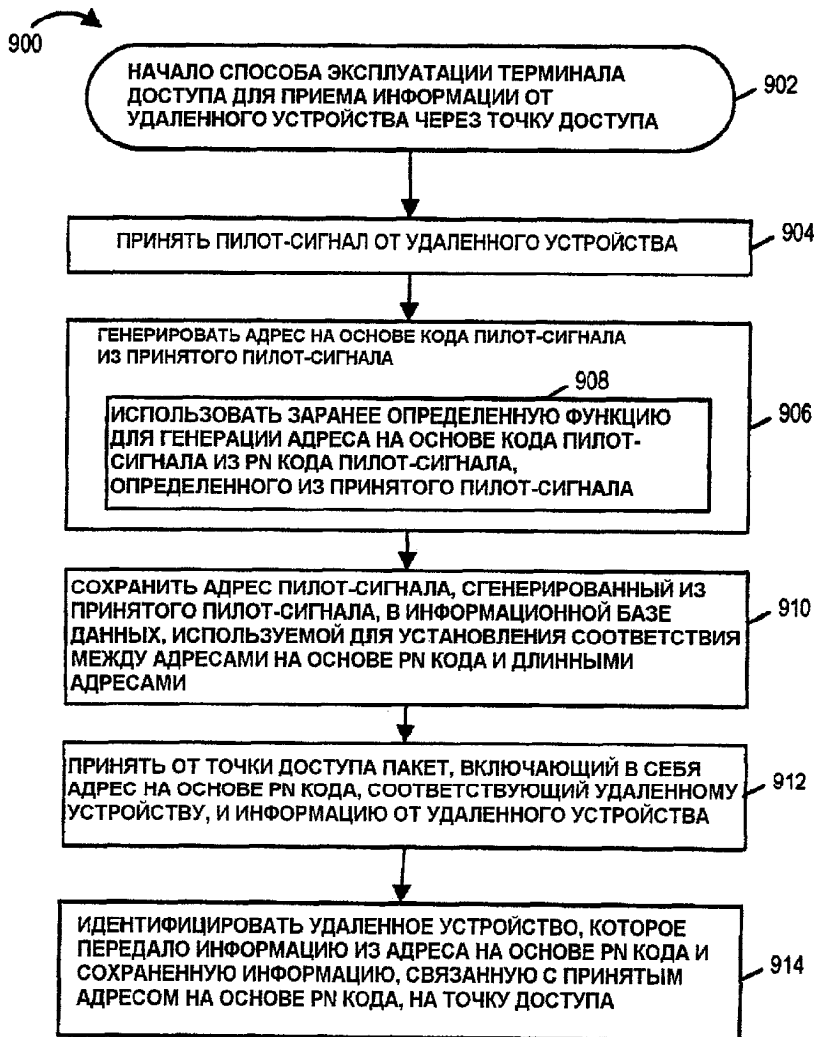 900
НАЧАЛО СПОСОБА ЭКСПЛУАТАЦИИ ТЕРМИНАЛА
ДОСТУПА ДЛЯ ПРИЕМА ИНФОРМАЦИИ ОТ
УДАЛЕННОГО УСТРОЙСТВА ЧЕРЕЗ ТОЧКУ ДОСТУПА
902
ПРИНЯТЬ ПИЛОТ-СИГНАЛ ОТ УДАЛЕННОГО УСТРОЙСТВА
904
ГЕНЕРИРОВАТЬ АДРЕС НА ОСНОВЕ КОДА ПИЛОТ-СИГНАЛА
ИЗ ПРИНЯТОГО ПИЛОТ-СИГНАЛА
908
ИСПОЛЬЗОВАТЬ ЗАРАНЕЕ ОПРЕДЕЛЕННУЮ ФУНКЦИЮ
ДЛЯ ГЕНЕРАЦИИ АДРЕСА НА ОСНОВЕ КОДА ПИЛОТ-
СИГНАЛА ИЗ PN КОДА ПИЛОТ-СИГНАЛА,
ОПРЕДЕЛЕННОГО ИЗ ПРИНЯТОГО ПИЛОТ-СИГНАЛА
906
СОХРАНИТЬ АДРЕС ПИЛОТ-СИГНАЛА, СГЕНЕРИРОВАННЫЙ ИЗ
ПРИНЯТОГО ПИЛОТ-СИГНАЛА, В ИНФОРМАЦИОННОЙ БАЗЕ
ДАННЫХ, ИСПОЛЬЗУЕМОЙ ДЛЯ УСТАНОВЛЕНИЯ СООТВЕТСТВИЯ
МЕЖДУ АДРЕСАМИ НА ОСНОВЕ PN КОДА И ДЛИННЫМИ
АДРЕСАМИ
910
ПРИНЯТЬ ОТ ТОЧКИ ДОСТУПА ПАКЕТ, ВКЛЮЧАЮЩИЙ В СЕБЯ
АДРЕС НА ОСНОВЕ PN КОДА, СООТВЕТСТВУЮЩИЙ УДАЛЕННОМУ
УСТРОЙСТВУ, И ИНФОРМАЦИЮ ОТ УДАЛЕННОГО УСТРОЙСТВА
912
ИДЕНТИФИЦИРОВАТЬ УДАЛЕННОЕ УСТРОЙСТВО, КОТОРОЕ
ПЕРЕДАЛО ИНФОРМАЦИЮ ИЗ АДРЕСА НА ОСНОВЕ PN КОДА И
СОХРАНЕННУЮ ИНФОРМАЦИЮ, СВЯЗАННУЮ С ПРИНЯТЫМ
АДРЕСОМ НА ОСНОВЕ PN КОДА, НА ТОЧКУ ДОСТУПА
914